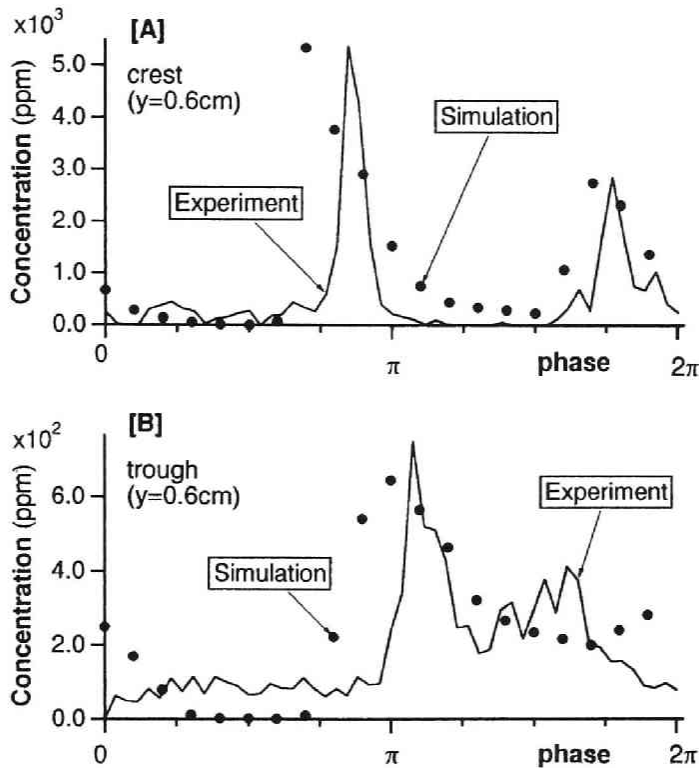 x10³
[A]
crest
(y=0.6cm)
5.0
4.0
3.0
2.0
1.0
0.0
Concentration (ppm)
Simulation
Experiment
0
π
phase
2π
x10²
[B]
trough
(y=0.6cm)
6.0
4.0
2.0
0.0
Concentration (ppm)
Experiment
Simulation
0
π
phase
2π